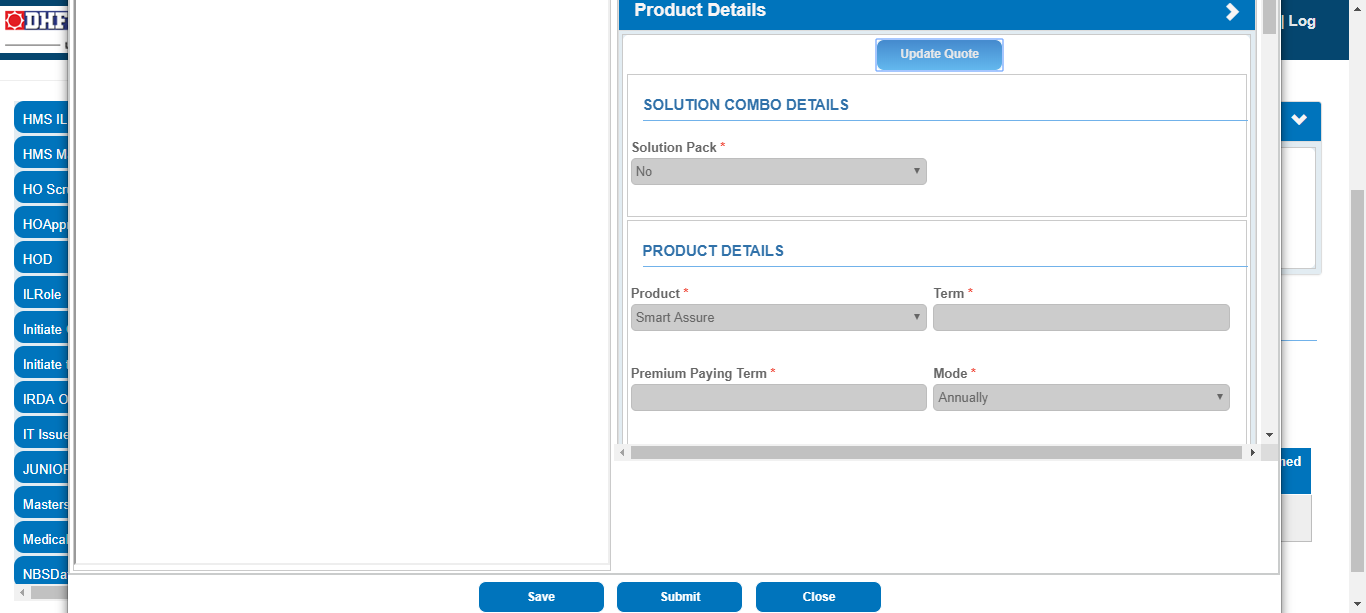 Product Details
DHF
| Log
Update Quote
SOLUTION COMBO DETAILS
HMS IL
HMS M
Solution Pack *
No
HO Scr
HOAppr
HOD
PRODUCT DETAILS
ILRole
Product * Term *
Smart Assure
Initiate
Initiate
Premium Paying Term * Mode *
Annually
IRDA O
IT Issue
JUNIOR
ned
Masters
Medical
NBSDa
Save Submit Close